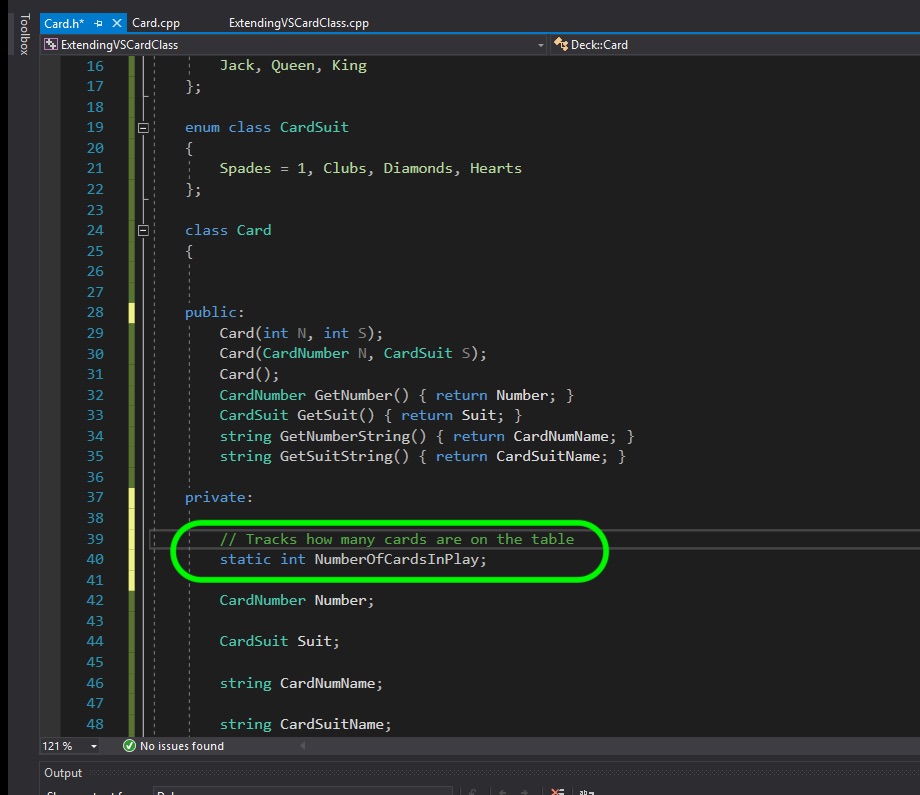 Toolbox
Card.h* Card.cpp ExtendingVSCardClass.cpp
ExtendingVSCardClass Deck::Card
16 Jack, Queen, King
17 };
18
19 enum class CardSuit
20 {
21 Spades = 1, Clubs, Diamonds, Hearts
22 };
23
24 class Card
25 {
26
27
28 public:
29 Card(int N, int S);
30 Card(CardNumber N, CardSuit S);
31 Card();
32 CardNumber GetNumber() { return Number; }
33 CardSuit GetSuit() { return Suit; }
34 string GetNumberString() { return CardNumName; }
35 string GetSuitString() { return CardSuitName; }
36
37 private:
38
39 // Tracks how many cards are on the table
40 static int NumberOfCardsInPlay;
41
42 CardNumber Number;
43
44 CardSuit Suit;
45
46 string CardNumName;
47
48 string CardSuitName;
121 % No issues found
Output